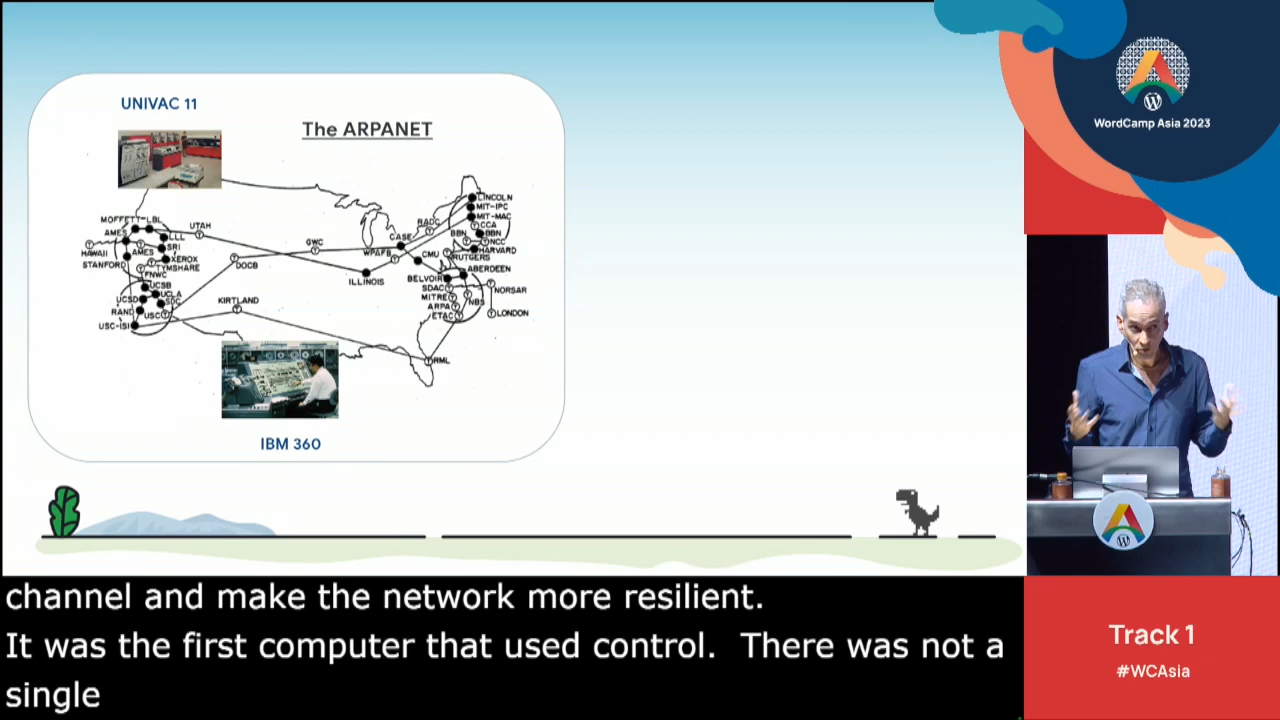 UNIVAC 11
The ARPANET
LINCOLN
MIT-IPC
MIT-MAC
CCA
BBN
BBN
NCC
HARVARD
RUTGERS
RADC
CASE
WPAFB
CMU
ABERDEEN
BELVOIR
SDAC
NORSAR
MITRE
NBS
ARPA
ETAC
LONDON
MOFFETT
LBL
AMES
UTAH
LLL
HAWAII
AMES
SRI
XEROX
STANFORD
TYMSHARE
FNWC
GWC
DOCB
ILLINOIS
UCSB
UCLA
UCSD
SDC
RAND
USC
USC-ISI
KIRTLAND
RML
IBM 360
WordCamp Asia 2023
channel and make the network more resilient.
It was the first computer that used control. There was not a
single
Track 1
#WCAsia